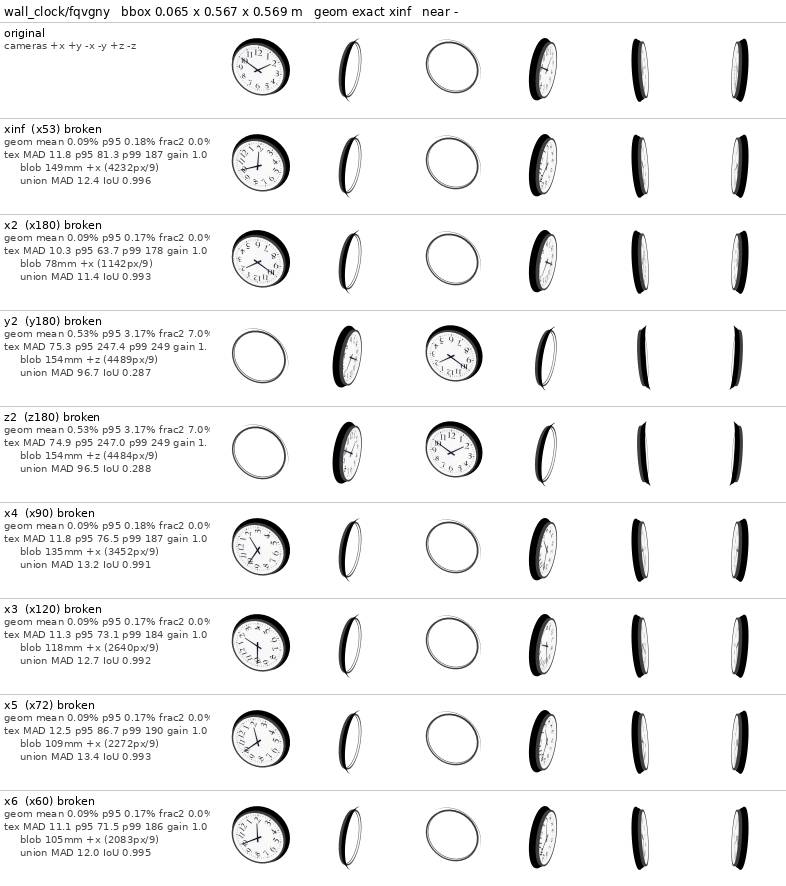 wall_clock/fqvgny bbox 0.065 x 0.567 x 0.569 m geom exact xinf near -
original
cameras +x +y -x -y +z -z
xinf (x53) broken
geom mean 0.09% p95 0.18% frac2 0.0%
tex MAD 11.8 p95 81.3 p99 187 gain 1.0
blob 149mm +x (4232px/9)
union MAD 12.4 IoU 0.996
x2 (x180) broken
geom mean 0.09% p95 0.17% frac2 0.0%
tex MAD 10.3 p95 63.7 p99 178 gain 1.0
blob 78mm +x (1142px/9)
union MAD 11.4 IoU 0.993
y2 (y180) broken
geom mean 0.53% p95 3.17% frac2 7.0%
tex MAD 75.3 p95 247.4 p99 249 gain 1.
blob 154mm +z (4489px/9)
union MAD 96.7 IoU 0.287
z2 (z180) broken
geom mean 0.53% p95 3.17% frac2 7.0%
tex MAD 74.9 p95 247.0 p99 249 gain 1.
blob 154mm +z (4484px/9)
union MAD 96.5 IoU 0.288
x4 (x90) broken
geom mean 0.09% p95 0.18% frac2 0.0%
tex MAD 11.8 p95 76.5 p99 187 gain 1.0
blob 135mm +x (3452px/9)
union MAD 13.2 IoU 0.991
x3 (x120) broken
geom mean 0.09% p95 0.17% frac2 0.0%
tex MAD 11.3 p95 73.1 p99 184 gain 1.0
blob 118mm +x (2640px/9)
union MAD 12.7 IoU 0.992
x5 (x72) broken
geom mean 0.09% p95 0.17% frac2 0.0%
tex MAD 12.5 p95 86.7 p99 190 gain 1.0
blob 109mm +x (2272px/9)
union MAD 13.4 IoU 0.993
x6 (x60) broken
geom mean 0.09% p95 0.17% frac2 0.0%
tex MAD 11.1 p95 71.5 p99 186 gain 1.0
blob 105mm +x (2083px/9)
union MAD 12.0 IoU 0.995